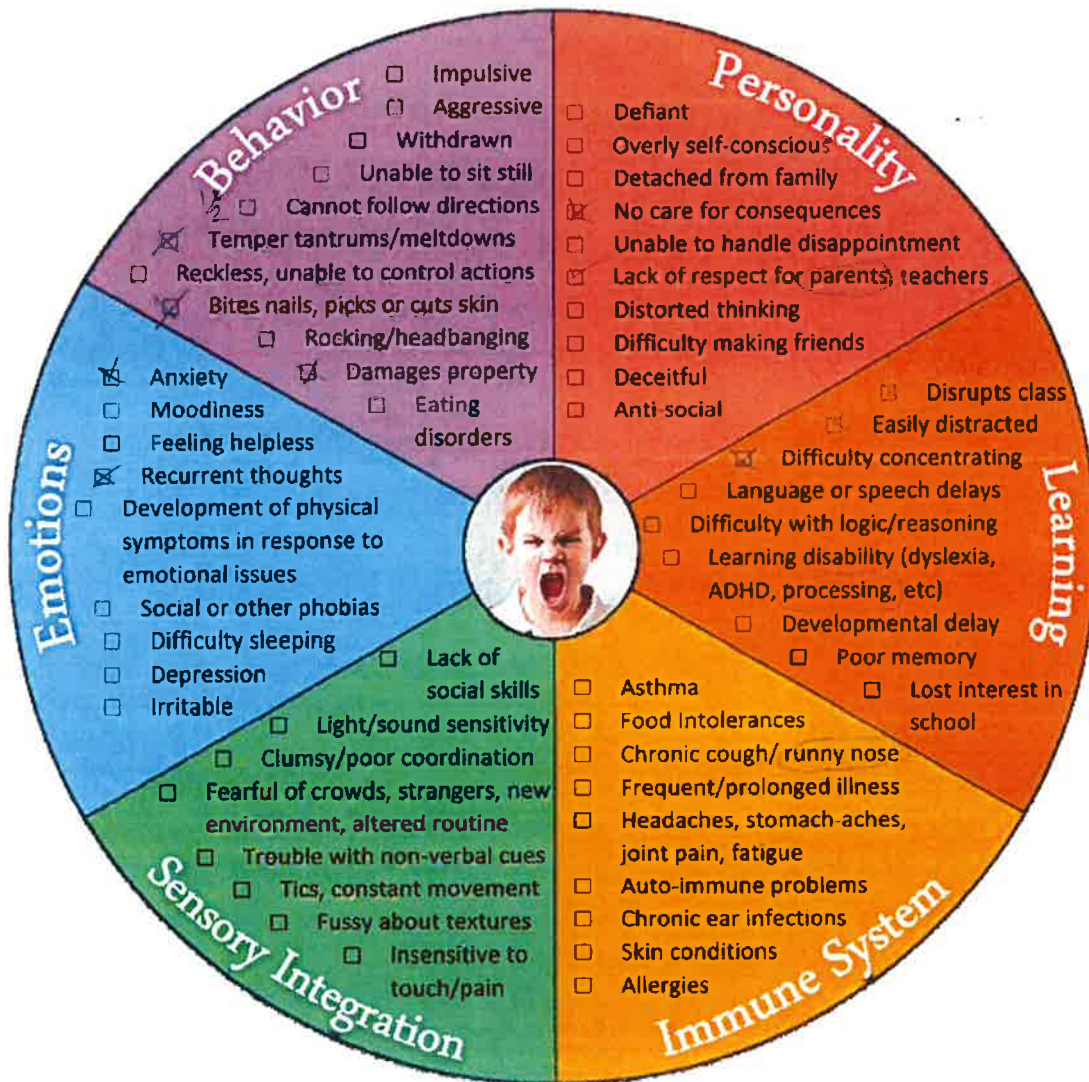 Behavior
☐ Impulsive
☐ Aggressive
☐ Withdrawn
☐ Unable to sit still
½ ☐ Cannot follow directions
☒ Temper tantrums/meltdowns
☐ Reckless, unable to control actions
☒ Bites nails, picks or cuts skin
☐ Rocking/headbanging
☑ Damages property
☐ Eating
disorders
Personality
☐ Defiant
☐ Overly self-conscious
☐ Detached from family
☒ No care for consequences
☐ Unable to handle disappointment
☑ Lack of respect for parents, teachers
☐ Distorted thinking
☐ Difficulty making friends
☐ Deceitful
☐ Anti-social
Learning
☐ Disrupts class
☐ Easily distracted
☑ Difficulty concentrating
☐ Language or speech delays
☐ Difficulty with logic/reasoning
☐ Learning disability (dyslexia,
ADHD, processing, etc)
☐ Developmental delay
☐ Poor memory
☐ Lost interest in
school
Emotions
☒ Anxiety
☐ Moodiness
☐ Feeling helpless
☒ Recurrent thoughts
☐ Development of physical
symptoms in response to
emotional issues
☐ Social or other phobias
☐ Difficulty sleeping
☐ Depression
☐ Irritable
Sensory Integration
☐ Lack of
social skills
☐ Light/sound sensitivity
☐ Clumsy/poor coordination
☐ Fearful of crowds, strangers, new
environment, altered routine
☐ Trouble with non-verbal cues
☐ Tics, constant movement
☐ Fussy about textures
☐ Insensitive to
touch/pain
Immune System
☐ Asthma
☐ Food Intolerances
☐ Chronic cough/ runny nose
☐ Frequent/prolonged illness
☐ Headaches, stomach-aches,
joint pain, fatigue
☐ Auto-immune problems
☐ Chronic ear infections
☐ Skin conditions
☐ Allergies